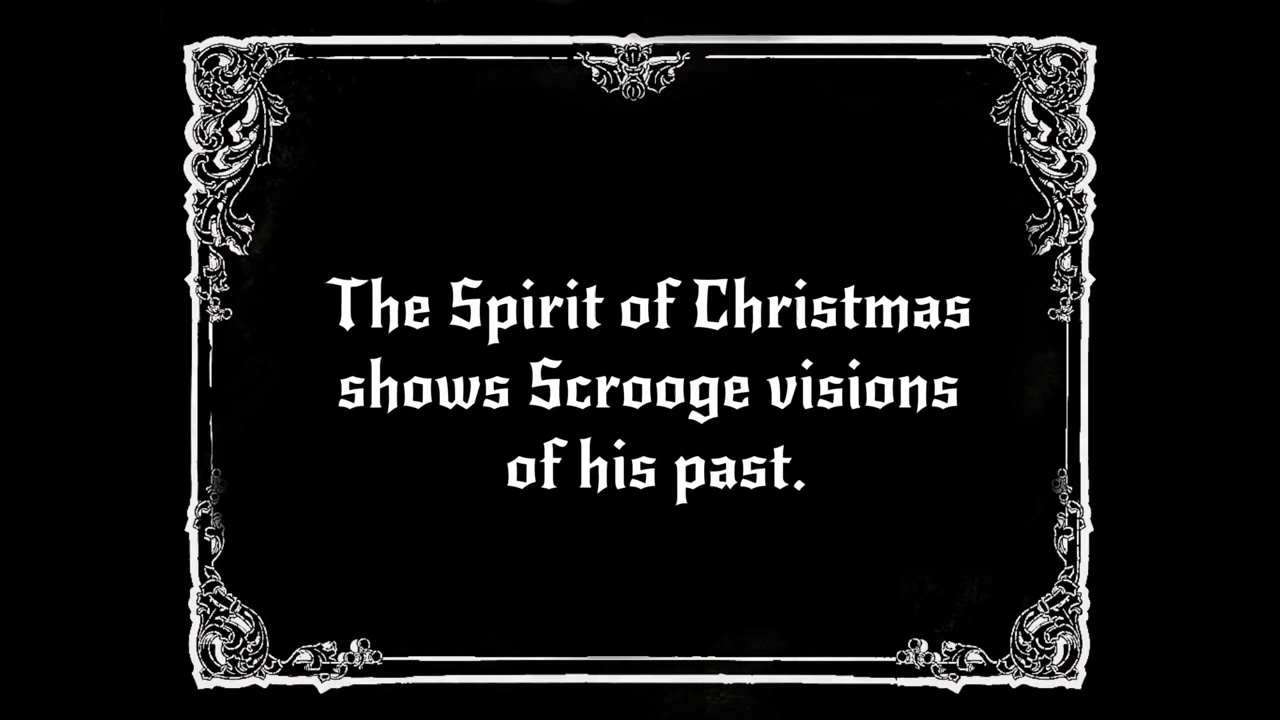 The Spirit of Christmas
shows Scrooge visions
of his past.